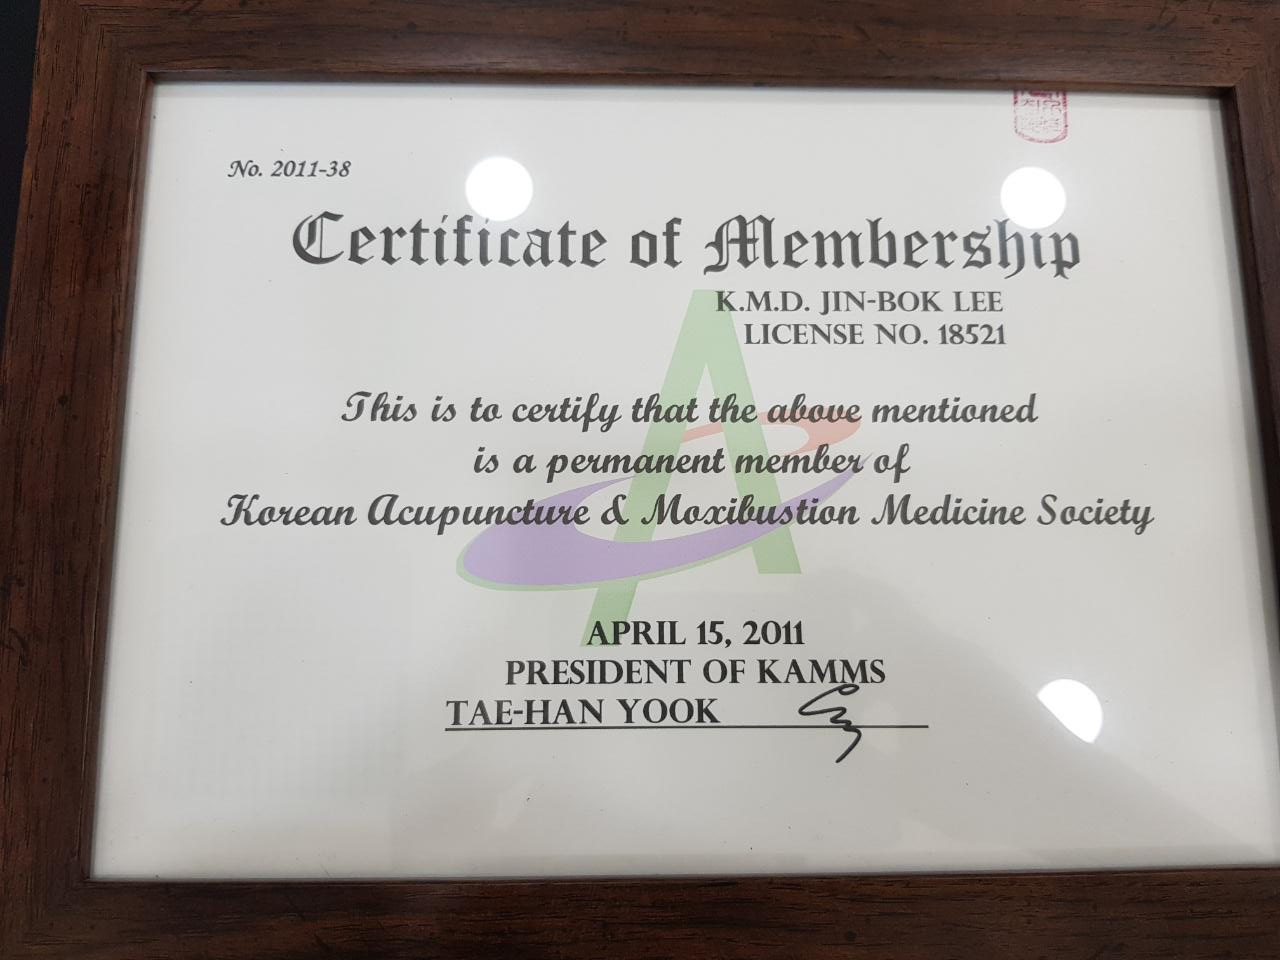 No. 2011-38
Certificate of Membership
K.M.D. JIN-BOK LEE
LICENSE NO. 18521
This is to certify that the above mentioned
is a permanent member of
Korean Acupuncture & Moxibustion Medicine Society
APRIL 15, 2011
PRESIDENT OF KAMMS
TAE-HAN YOOK